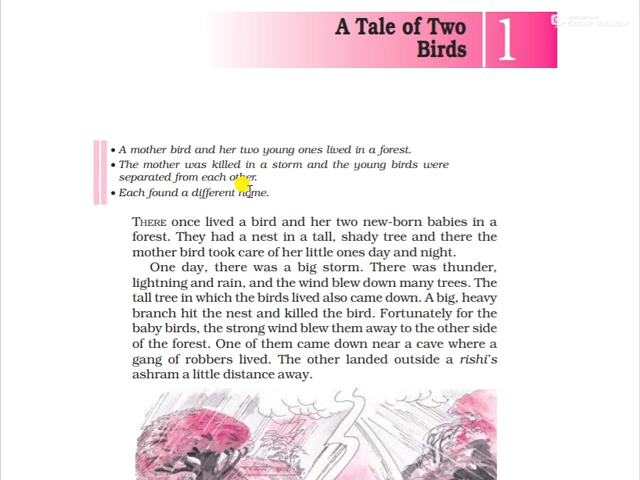 A Tale of Two
Birds
1
• A mother bird and her two young ones lived in a forest.
• The mother was killed in a storm and the young birds were
separated from each other.
• Each found a different home.
THERE once lived a bird and her two new-born babies in a
forest. They had a nest in a tall, shady tree and there the
mother bird took care of her little ones day and night.
One day, there was a big storm. There was thunder,
lightning and rain, and the wind blew down many trees. The
tall tree in which the birds lived also came down. A big, heavy
branch hit the nest and killed the bird. Fortunately for the
baby birds, the strong wind blew them away to the other side
of the forest. One of them came down near a cave where a
gang of robbers lived. The other landed outside a rishi's
ashram a little distance away.